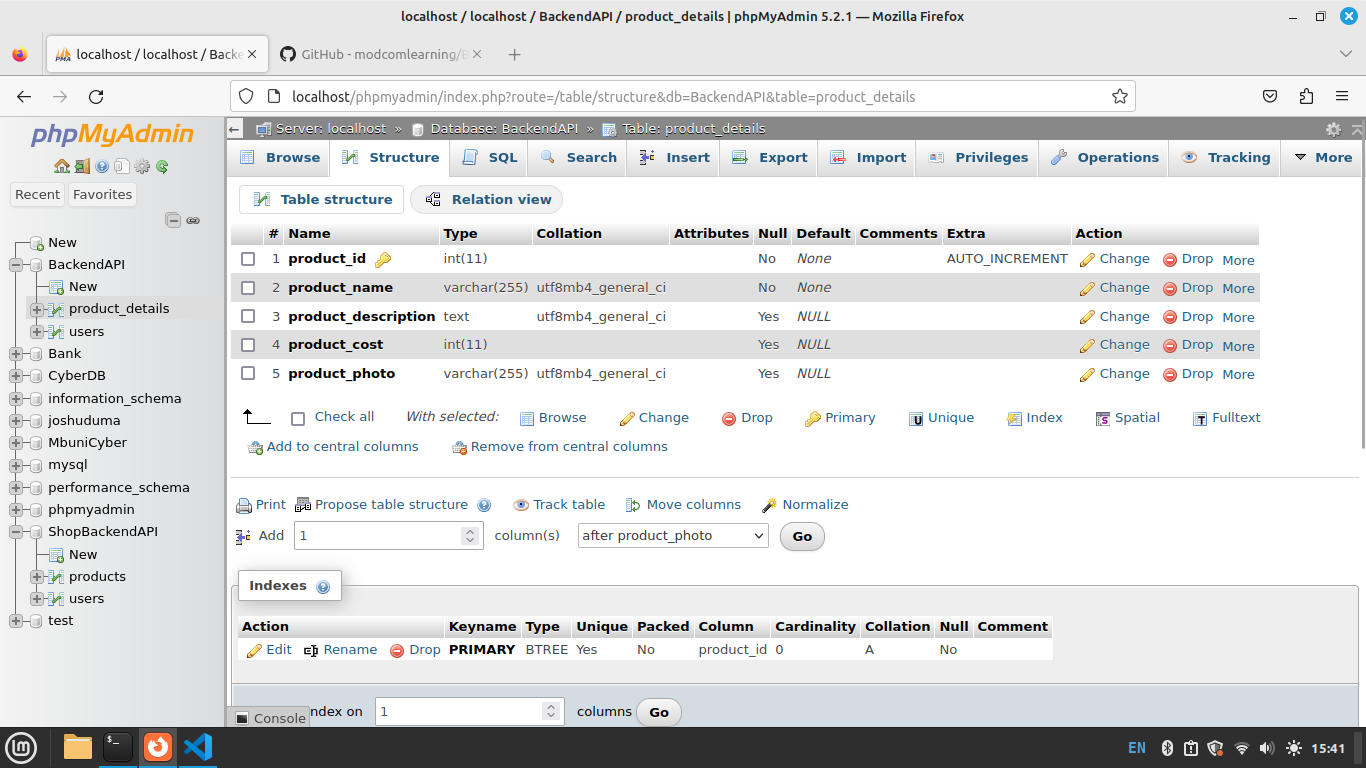 localhost / localhost / BackendAPI / product_details | phpMyAdmin 5.2.1 — Mozilla Firefox
localhost / localhost / Backe
GitHub - modcomlearning/B
localhost/phpmyadmin/index.php?route=/table/structure&db=BackendAPI&table=product_details
phpMyAdmin
Recent Favorites
New
BackendAPI
New
product_details
users
Bank
CyberDB
information_schema
joshuduma
MbuniCyber
mysql
performance_schema
phpmyadmin
ShopBackendAPI
New
products
users
test
Server: localhost » Database: BackendAPI » Table: product_details
Browse Structure SQL Search Insert Export Import Privileges Operations Tracking More
Table structure Relation view
# Name Type Collation Attributes Null Default Comments Extra Action
1 product_id int(11) No None AUTO_INCREMENT Change Drop More
2 product_name varchar(255) utf8mb4_general_ci No None Change Drop More
3 product_description text utf8mb4_general_ci Yes NULL Change Drop More
4 product_cost int(11) Yes NULL Change Drop More
5 product_photo varchar(255) utf8mb4_general_ci Yes NULL Change Drop More
Check all With selected: Browse Change Drop Primary Unique Index Spatial Fulltext
Add to central columns Remove from central columns
Print Propose table structure Track table Move columns Normalize
Add 1 column(s) after product_photo Go
Indexes
Action Keyname Type Unique Packed Column Cardinality Collation Null Comment
Edit Rename Drop PRIMARY BTREE Yes No product_id 0 A No
ndex on 1 columns Go
Console
EN 15:41